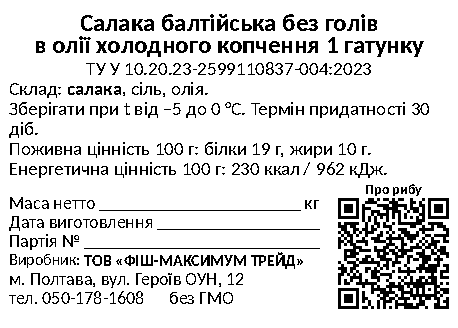 Салака балтійська без голів
в олії холодного копчення 1 гатунку
ТУ У 10.20.23-2599110837-004:2023
Склад: салака, сіль, олія.
Зберігати при t від –5 до 0 °С. Термін придатності 30
діб.
Поживна цінність 100 г: білки 19 г, жири 10 г.
Енергетична цінність 100 г: 230 ккал / 962 кДж.
Про рибу
Маса нетто ________________________ кг
Дата виготовлення ___________________
Партія № ___________________________
Виробник: ТОВ «ФІШ-МАКСИМУМ ТРЕЙД»
м. Полтава, вул. Героїв ОУН, 12
тел. 050-178-1608 без ГМО